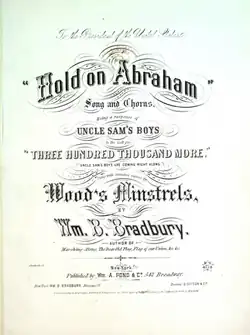 To the President of the United States.
"Hold on Abraham"
Song and Chorus,
Being a response of
UNCLE SAM'S BOYS
to the call for
"THREE HUNDRED THOUSAND MORE."
UNCLE SAM'S BOYS ARE COMING RIGHT ALONG
Wood's Minstrels,
BY
Wm. B. Bradbury.
AUTHOR OF
Marching Along,
New York,
Published by Wm. A. POND & Co. 547 Broadway.